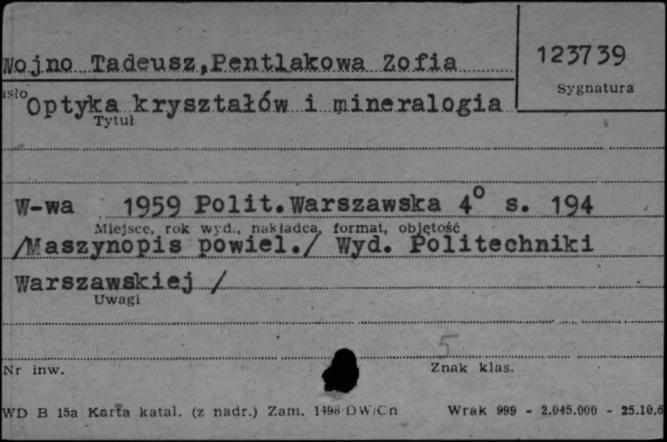 Wojno Tadeusz,Pentlakowa Zofia
123739
Sygnatura
asło
Optyka kryształów i mineralogia
Tytuł
W-wa 1959 Polit.Warszawska 4° s. 194
Miejsce, rok wyd., nakładca, format, objętość
/Maszynopis powiel./ Wyd. Politechniki
Warszawskiej /
Uwagi
5
Nr inw.
Znak klas.
WD B 15a Karta katal. (z nadr.) Zam. 1498 DW/Cn Wrak 999 - 2.045.000 - 25.10.6